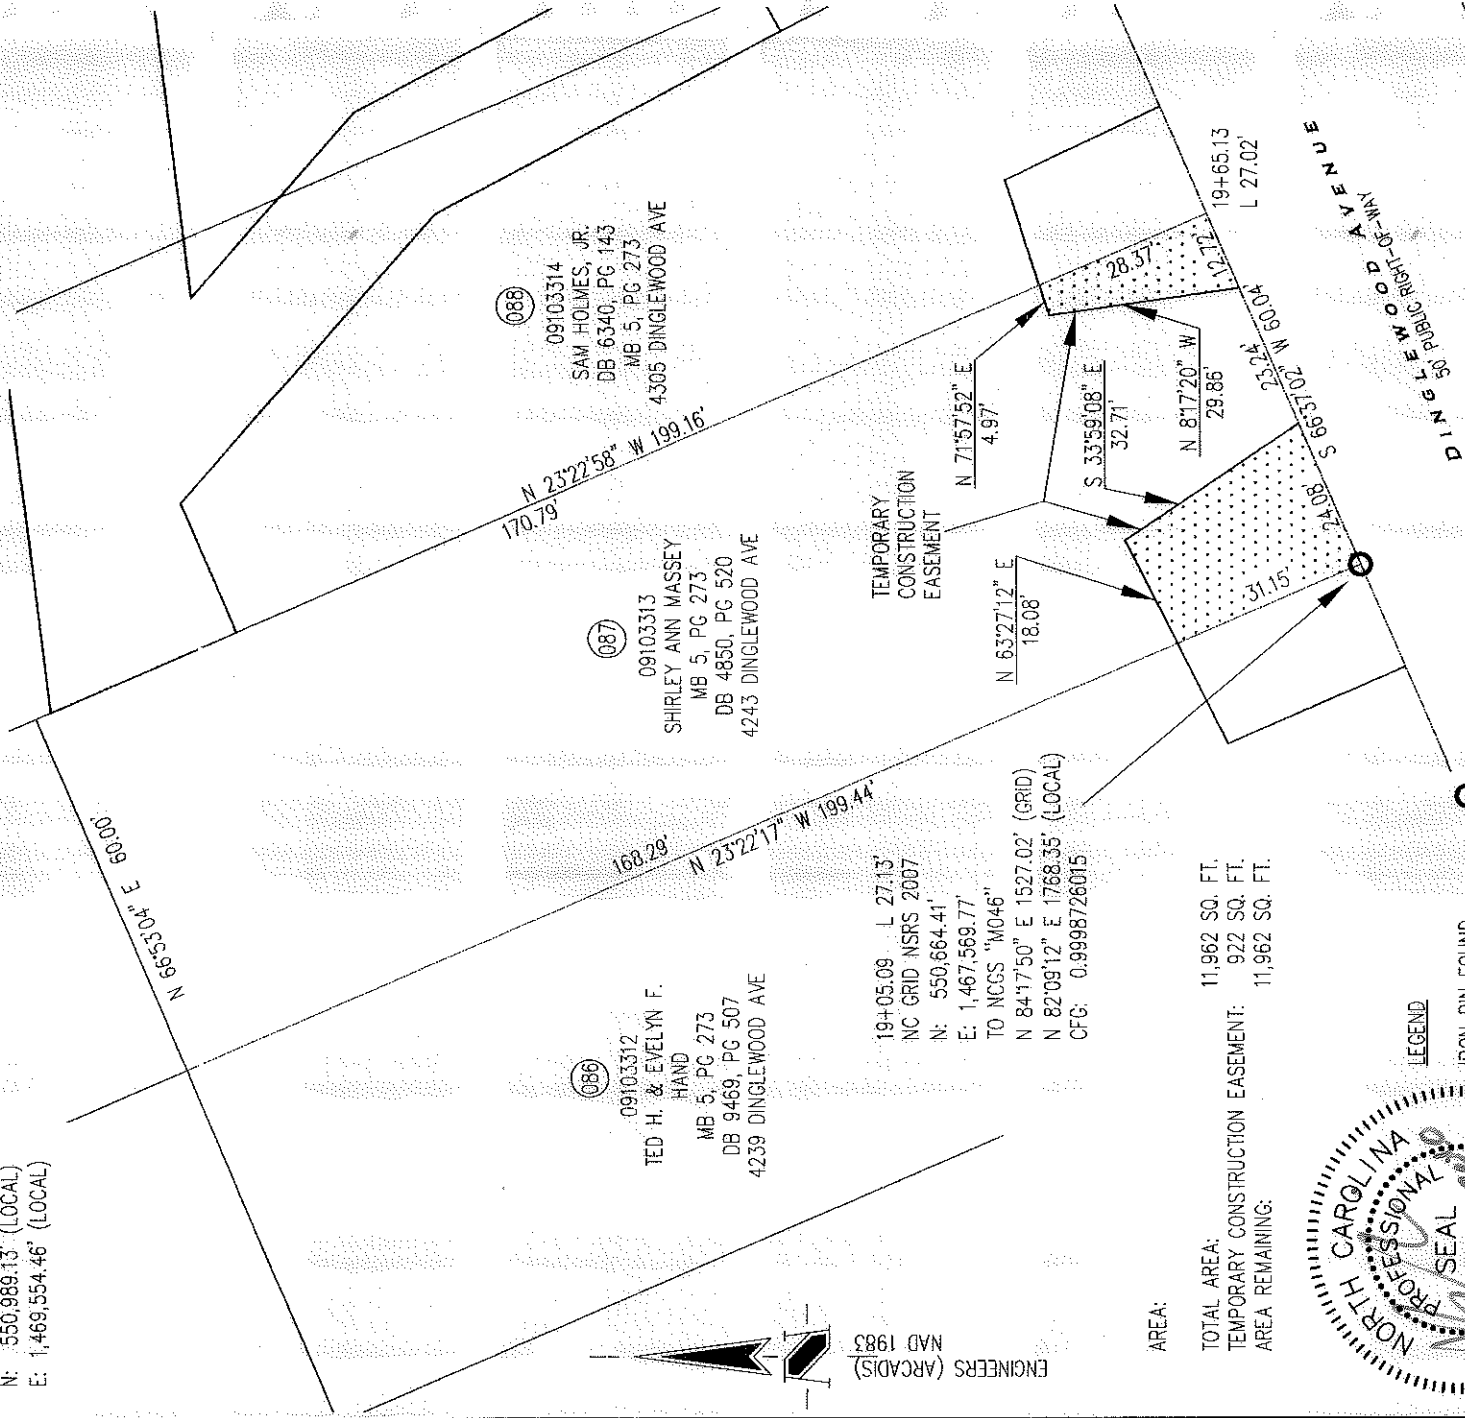 N: 550,989.13' (LOCAL)
E: 1,469,554.46' (LOCAL)
N 66°53'04" E 60.00'
088
09103314
SAM HOLMES, JR.
DB 6340, PG 143
MB 5, PG 273
4305 DINGLEWOOD AVE
N 23°22'58" W 199.16'
170.79'
087
09103313
SHIRLEY ANN MASSEY
MB 5, PG 273
DB 4850, PG 520
4243 DINGLEWOOD AVE
168.29'
N 23°22'17" W 199.44'
086
09103312
TED H. & EVELYN F.
HAND
MB 5, PG 273
DB 9469, PG 507
4239 DINGLEWOOD AVE
TEMPORARY
CONSTRUCTION
EASEMENT
N 71°57'52" E
4.97'
S 33°59'08" E
32.71'
N 8°17'20" W
29.86'
N 63°27'12" E
18.08'
28.37'
12.72'
19+65.13
L 27.02'
23.24'
S 66°37'02" W 60.04'
24.08'
31.15'
DINGLEWOOD AVENUE
50' PUBLIC RIGHT-OF-WAY
19+05.09 L 27.13'
NC GRID NSRS 2007
N: 550,664.41'
E: 1,467,569.77'
TO NCGS "M046"
N 84°17'50" E 1527.02' (GRID)
N 82°09'12" E 1768.35' (LOCAL)
CFG: 0.9998726015
ENGINEERS (ARCADIS)
NAD 1983
AREA:
TOTAL AREA: 11,962 SQ. FT.
TEMPORARY CONSTRUCTION EASEMENT: 922 SQ. FT.
AREA REMAINING: 11,962 SQ. FT.
LEGEND
IRON PIN FOUND
NORTH CAROLINA
PROFESSIONAL
SEAL